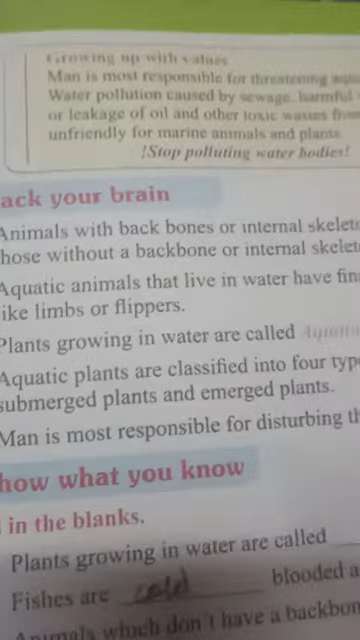 Growing up with values
Man is most responsible for threatening
Water pollution caused by sewage, harmful
or leakage of oil and other toxic wastes from
unfriendly for marine animals and plants
!Stop polluting water bodies!
ack your brain
Animals with back bones or internal skelet
hose without a backbone or internal skelet
Aquatic animals that live in water have fin
ike limbs or flippers.
Plants growing in water are called
Aquatic plants are classified into four type
submerged plants and emerged plants.
Man is most responsible for disturbing th
how what you know
in the blanks.
Plants growing in water are called
Fishes are cold blooded a
Animals which don't have a backbon